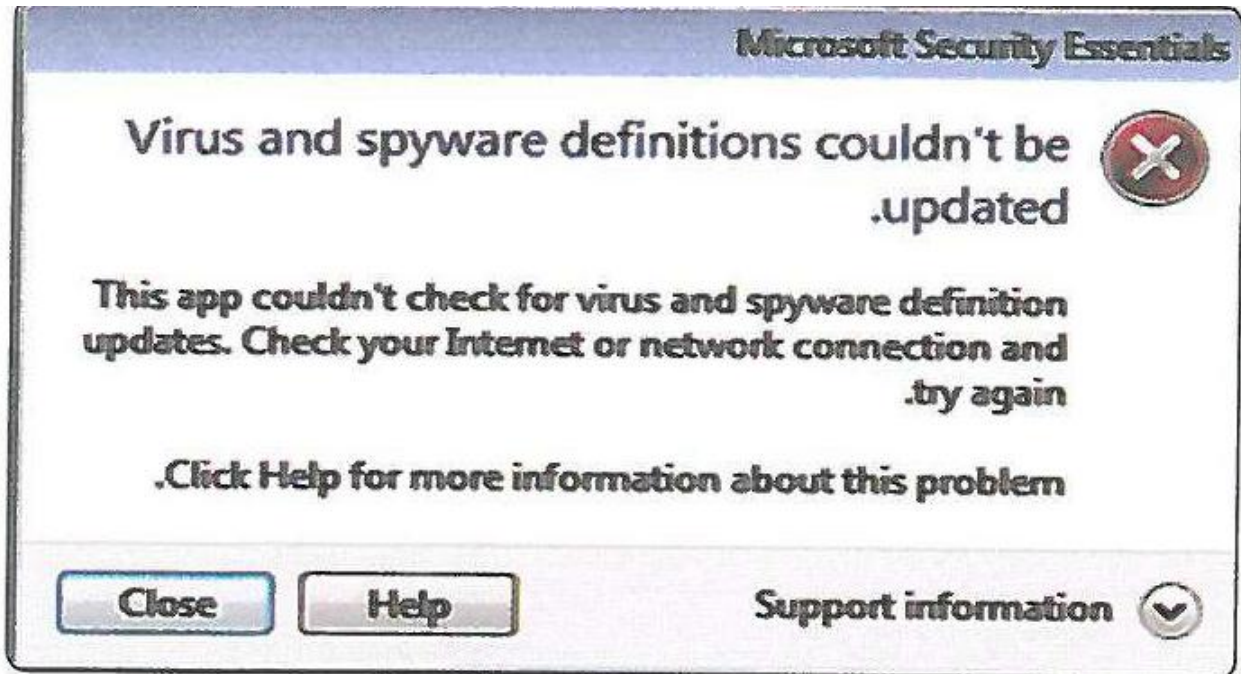 Microsoft Security Essentials
Virus and spyware definitions couldn't be
.updated
This app couldn't check for virus and spyware definition
updates. Check your Internet or network connection and
.try again
.Click Help for more information about this problem
Close Help Support information